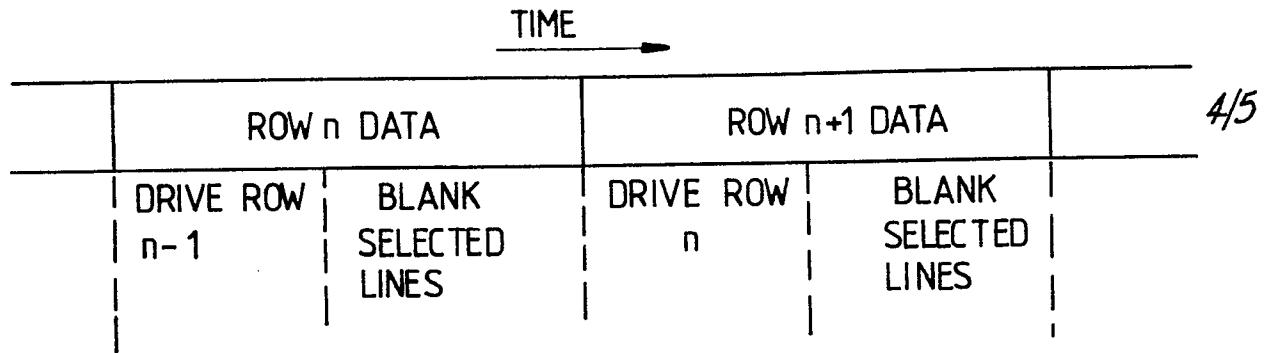 TIME
ROW n DATA ROW n+1 DATA 4/5
DRIVE ROW BLANK DRIVE ROW BLANK
n-1 SELECTED n SELECTED
LINES LINES